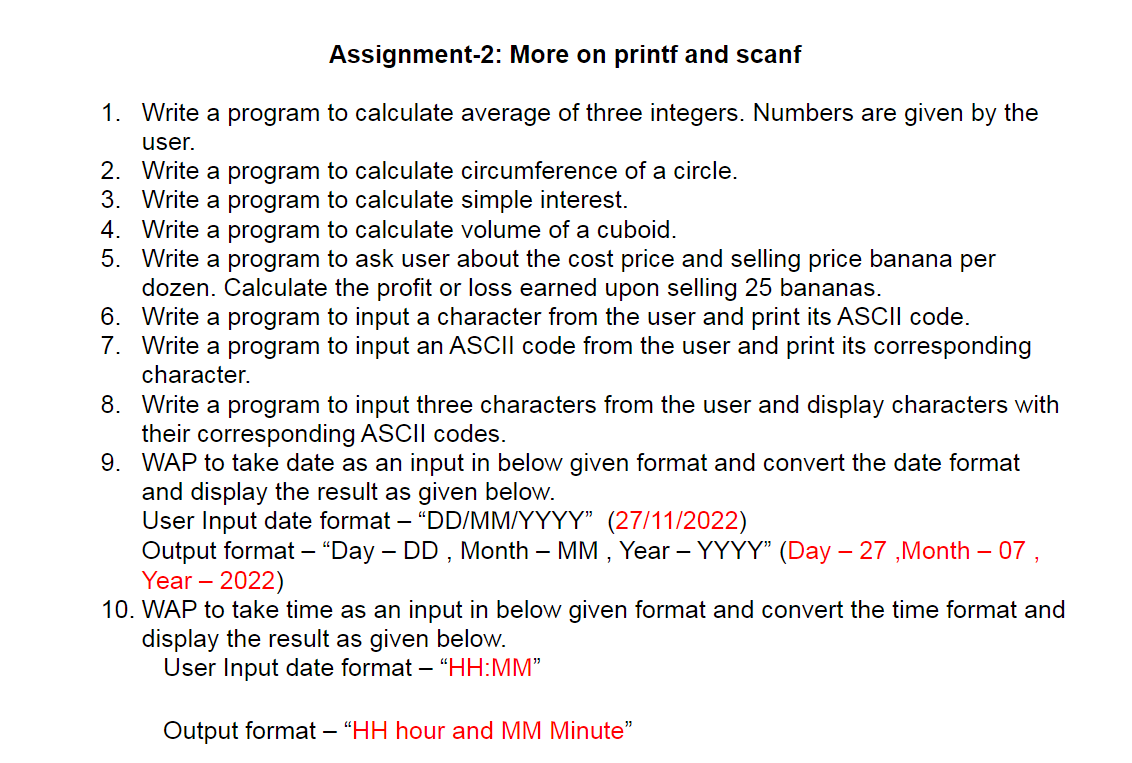 Assignment-2: More on printf and scanf
1. Write a program to calculate average of three integers. Numbers are given by the
user.
2. Write a program to calculate circumference of a circle.
3. Write a program to calculate simple interest.
4. Write a program to calculate volume of a cuboid.
5. Write a program to ask user about the cost price and selling price banana per
dozen. Calculate the profit or loss earned upon selling 25 bananas.
6. Write a program to input a character from the user and print its ASCII code.
7. Write a program to input an ASCII code from the user and print its corresponding
character.
8. Write a program to input three characters from the user and display characters with
their corresponding ASCII codes.
9. WAP to take date as an input in below given format and convert the date format
and display the result as given below.
User Input date format – “DD/MM/YYYY” (27/11/2022)
Output format – “Day – DD , Month – MM , Year – YYYY” (Day – 27 ,Month – 07 ,
Year – 2022)
10. WAP to take time as an input in below given format and convert the time format and
display the result as given below.
User Input date format – “HH:MM”
Output format – “HH hour and MM Minute”